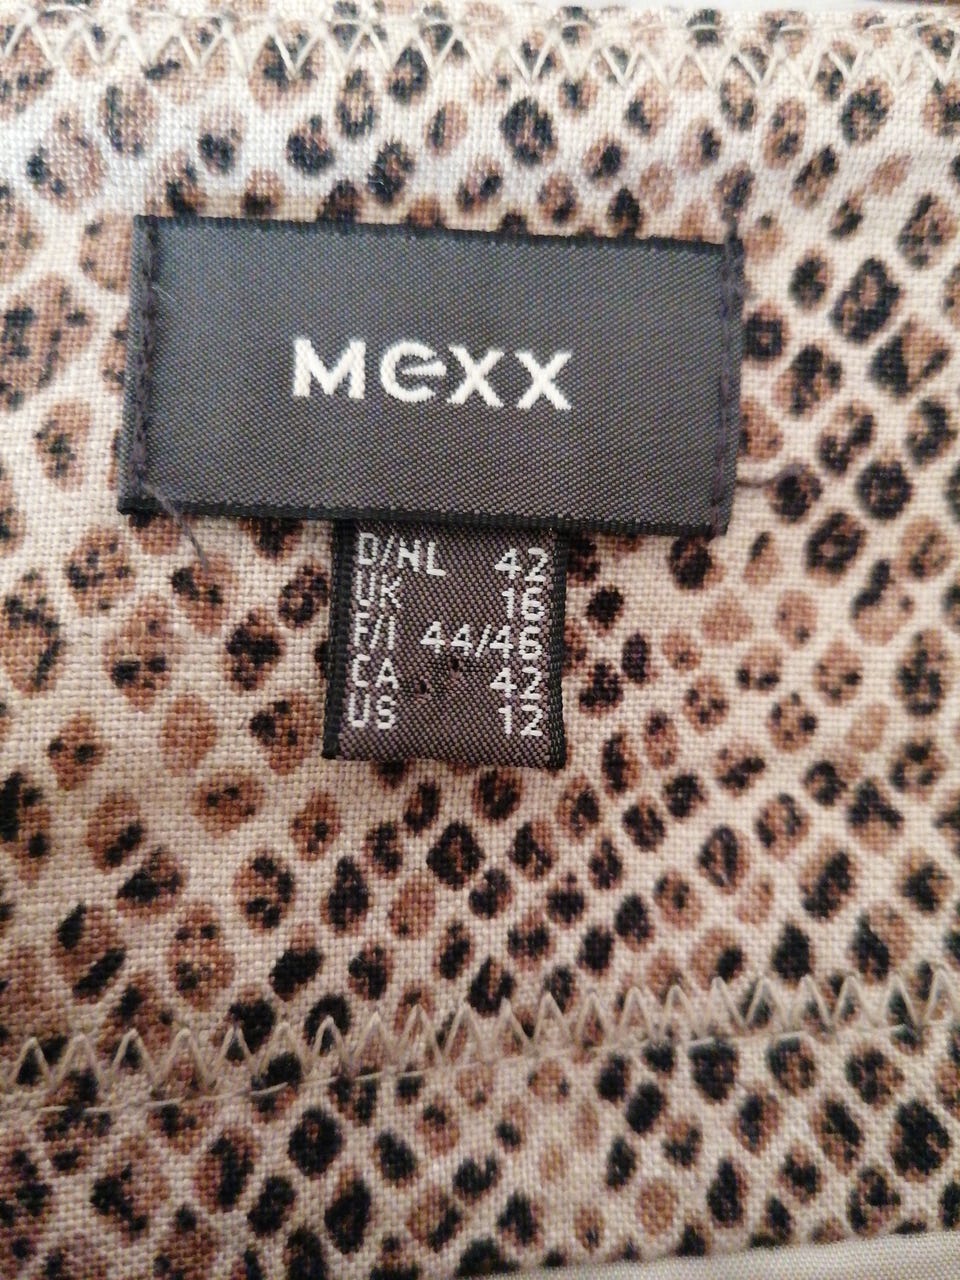 Mexx
D/NL 42
UK 16
F/I 44/46
CA 42
US 12